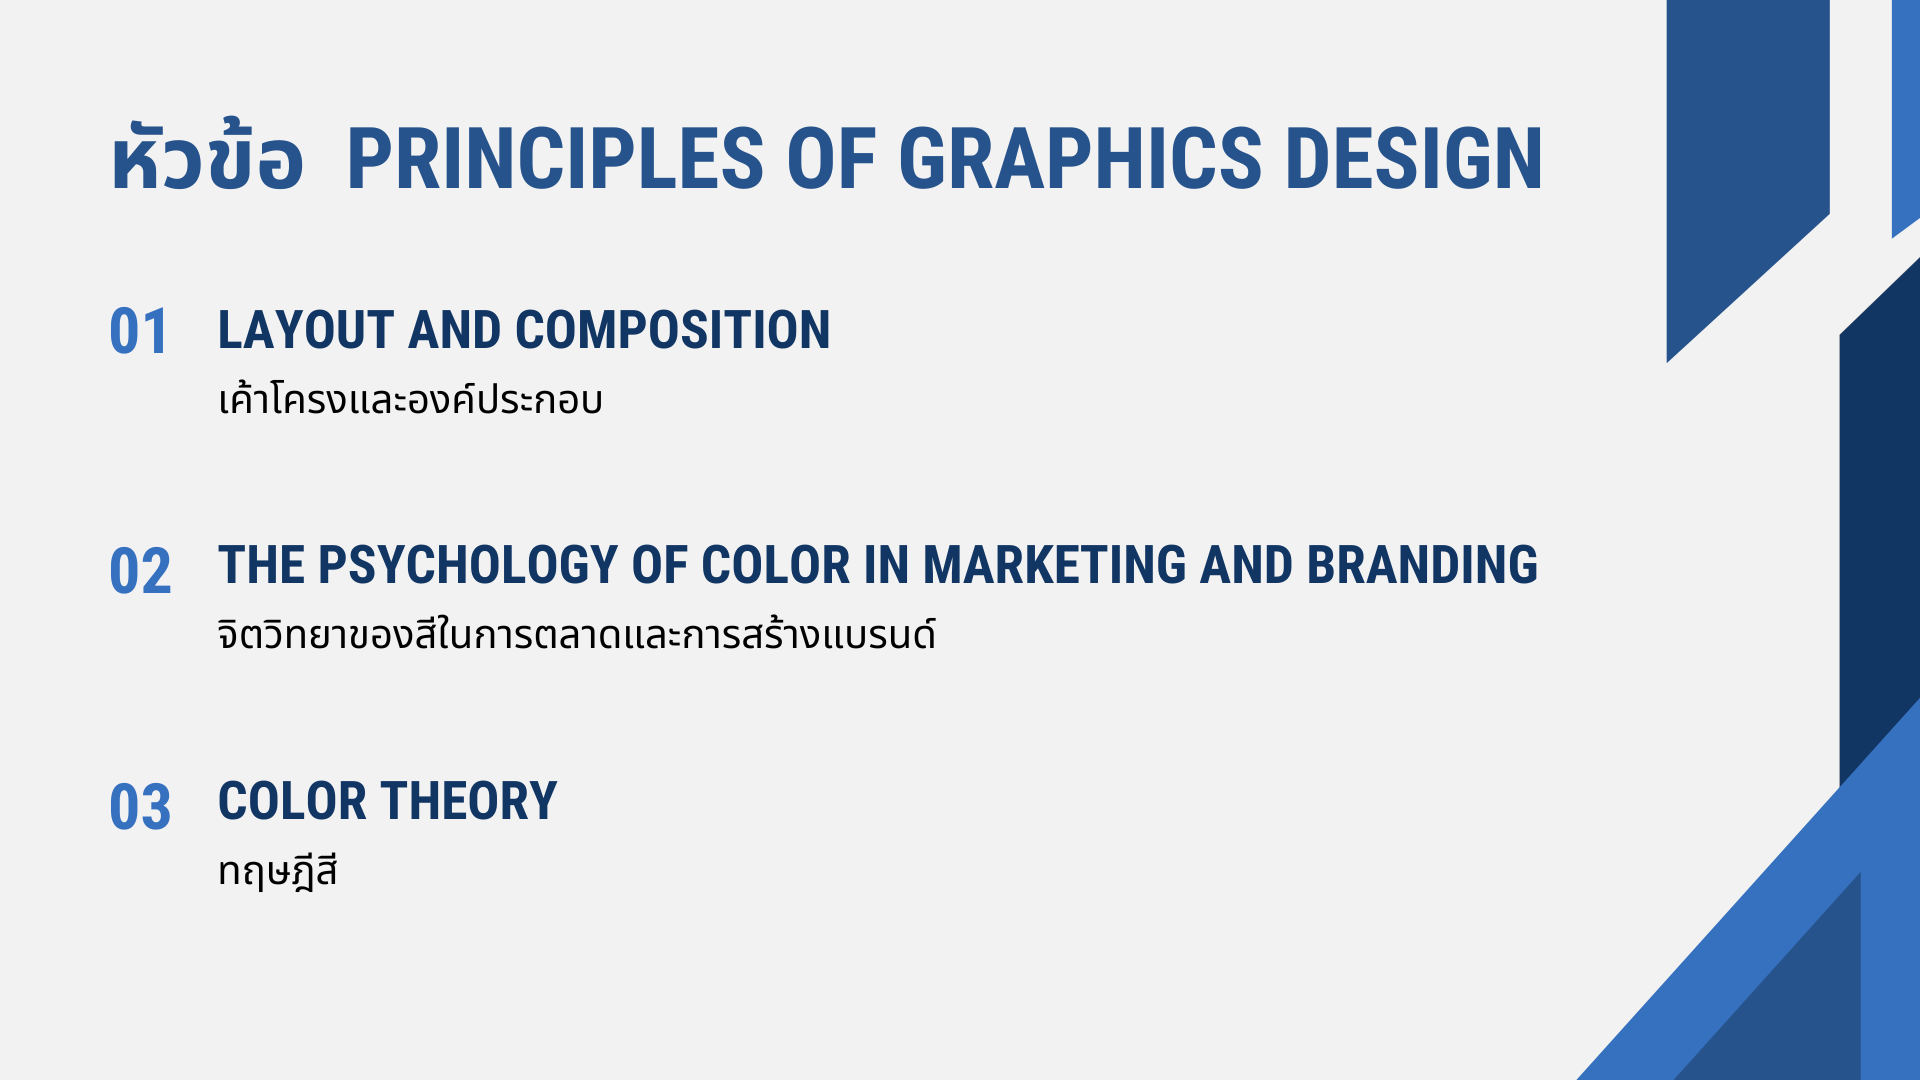 หัวข้อ PRINCIPLES OF GRAPHICS DESIGN
01 LAYOUT AND COMPOSITION
เค้าโครงและองค์ประกอบ
02 THE PSYCHOLOGY OF COLOR IN MARKETING AND BRANDING
จิตวิทยาของสีในการตลาดและการสร้างแบรนด์
03 COLOR THEORY
ทฤษฎีสี